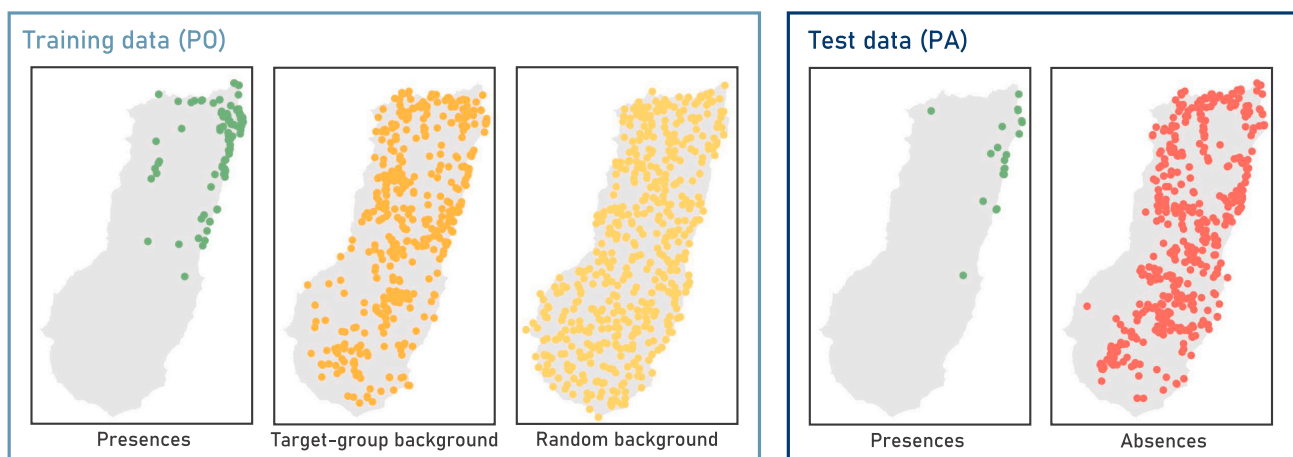 Training data (PO)
Presences
Target-group background
Random background
Test data (PA)
Presences
Absences